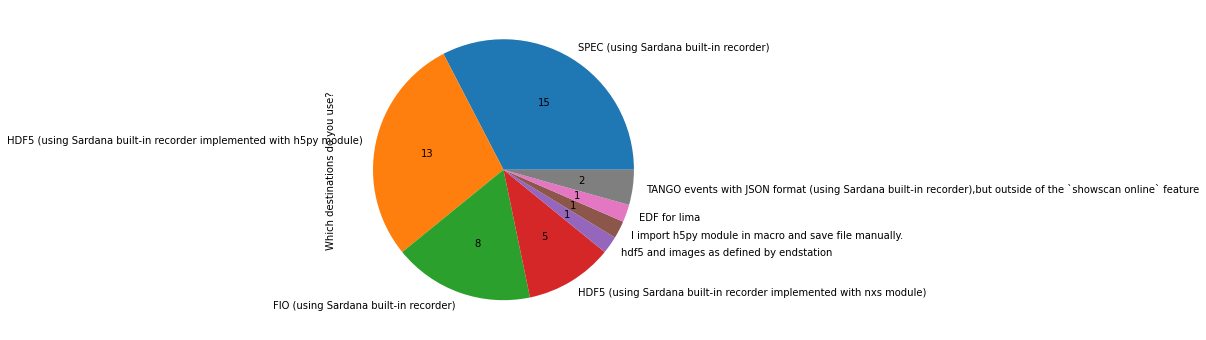 SPEC (using Sardana built-in recorder)
15
HDF5 (using Sardana built-in recorder implemented with h5py module)
13
Which destinations do you use?
2
TANGO events with JSON format (using Sardana built-in recorder),but outside of the `showscan online` feature
1
EDF for lima
1
I import h5py module in macro and save file manually.
1
hdf5 and images as defined by endstation
5
HDF5 (using Sardana built-in recorder implemented with nxs module)
8
FIO (using Sardana built-in recorder)